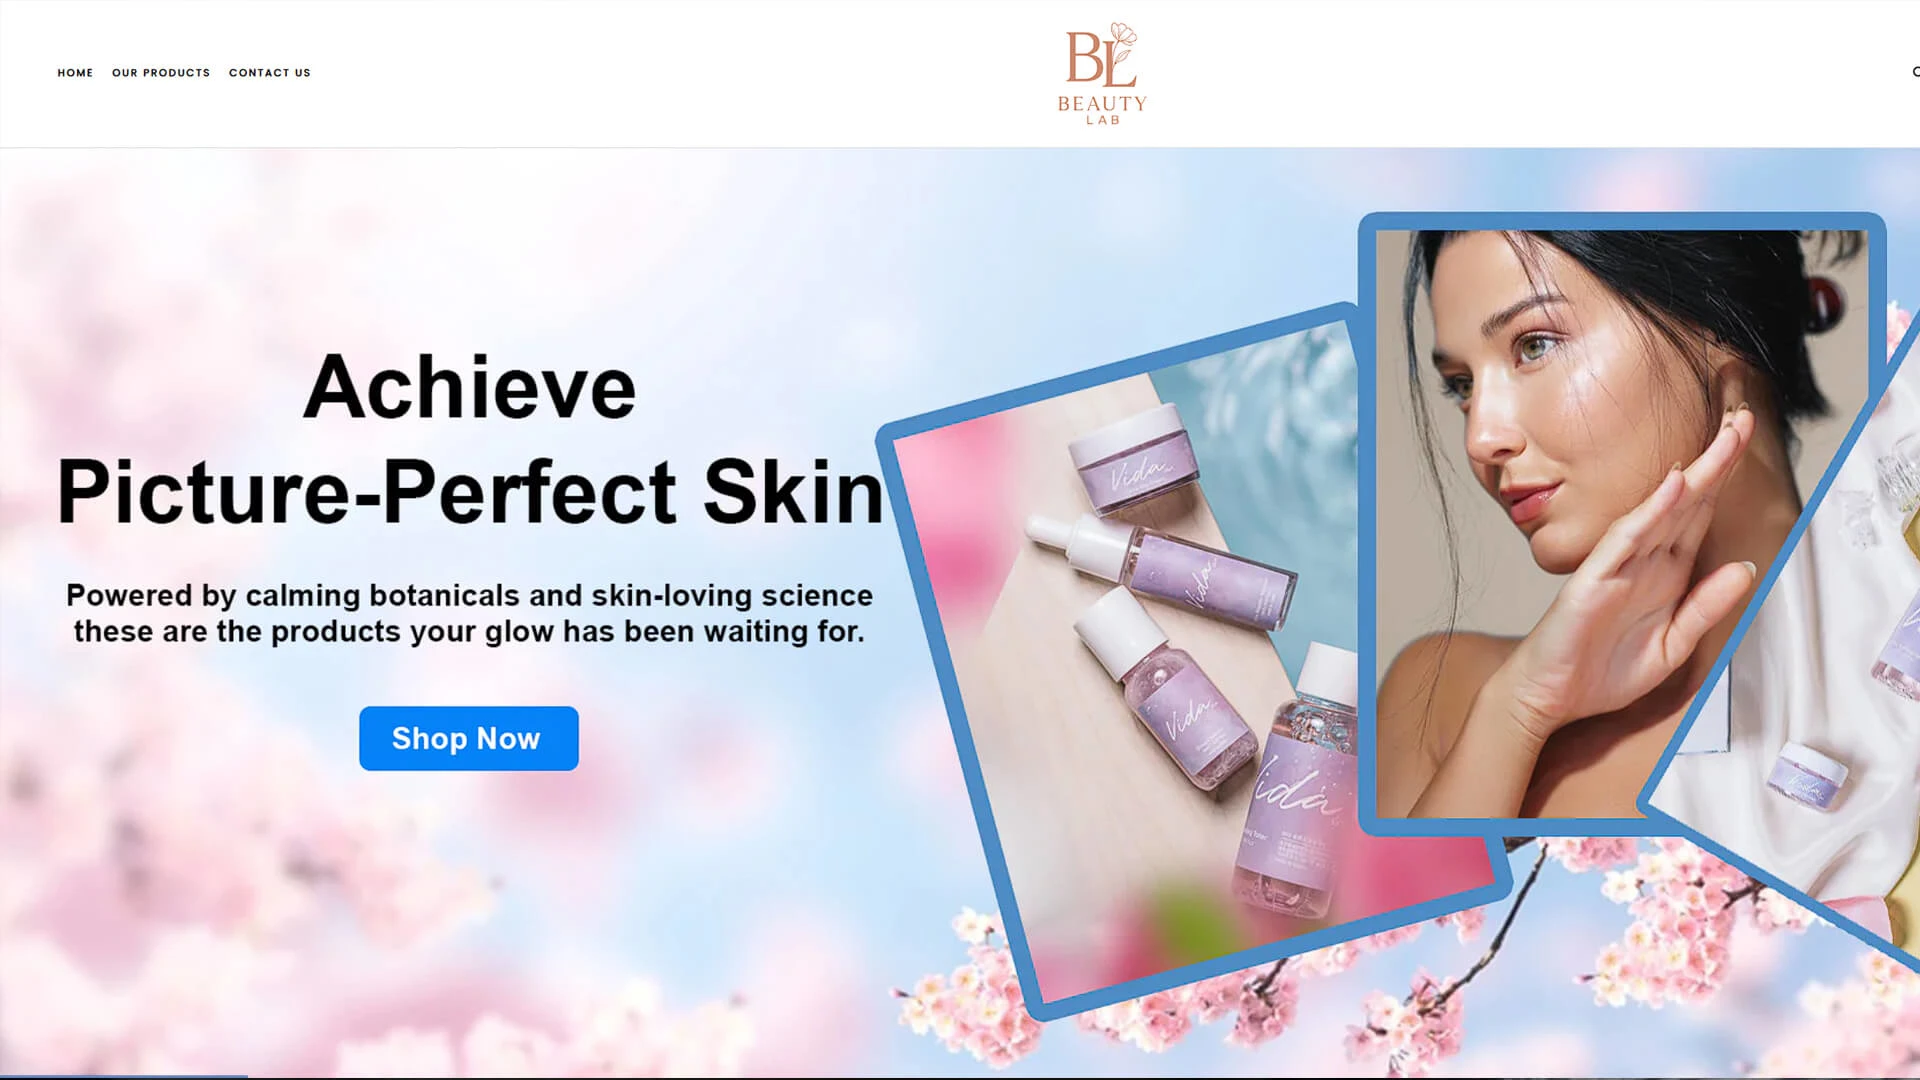 HOME OUR PRODUCTS CONTACT US
BL
BEAUTY
LAB
Achieve
Picture-Perfect Skin
Powered by calming botanicals and skin-loving science
these are the products your glow has been waiting for.
Shop Now
Vida
Vida
Vida
Vida